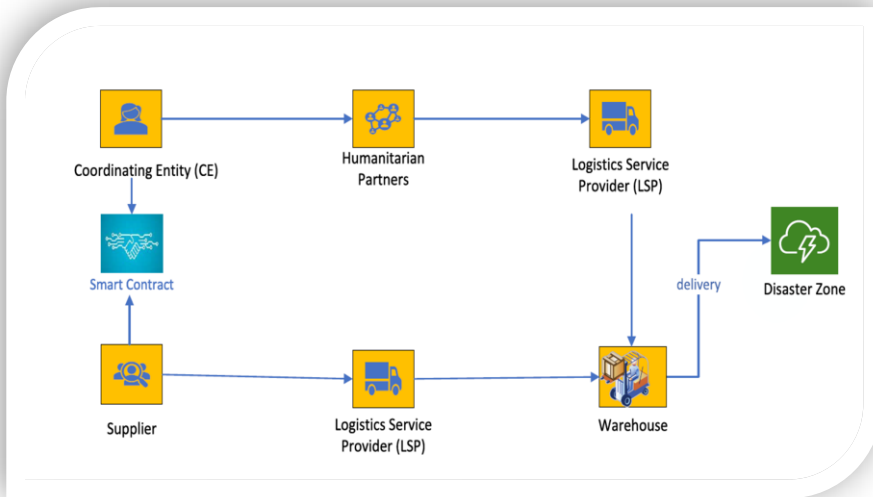 Coordinating Entity (CE)
Humanitarian
Partners
Logistics Service
Provider (LSP)
Smart Contract
delivery
Disaster Zone
Supplier
Logistics Service
Provider (LSP)
Warehouse